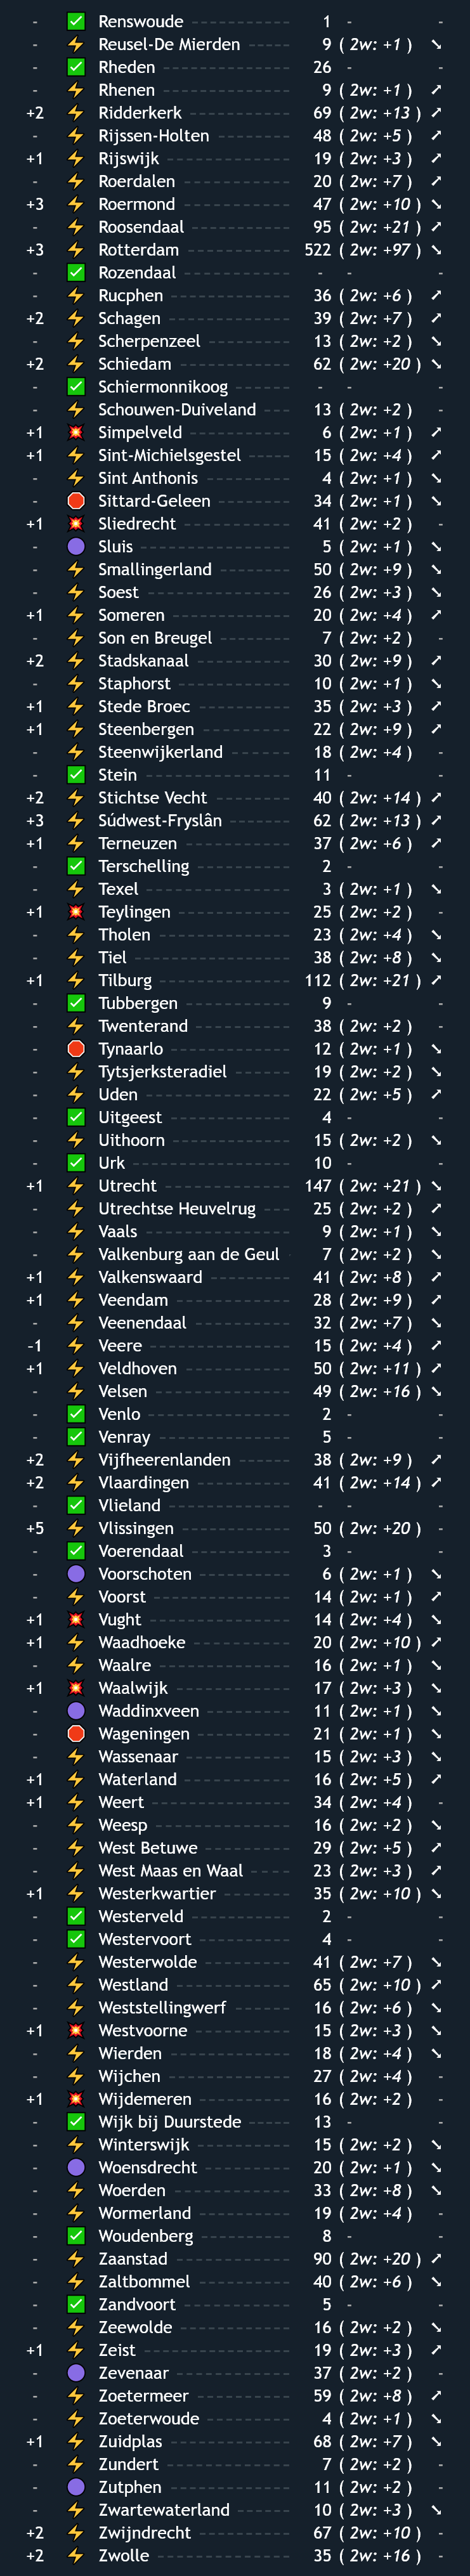 - ✅ Renswoude 1 - -
- ⚡ Reusel-De Mierden 9 ( 2w: +1 ) ↘
- ✅ Rheden 26 - -
- ⚡ Rhenen 9 ( 2w: +1 ) ↗
+2 ⚡ Ridderkerk 69 ( 2w: +13 ) ↗
- ⚡ Rijssen-Holten 48 ( 2w: +5 ) ↗
+1 ⚡ Rijswijk 19 ( 2w: +3 ) ↗
- ⚡ Roerdalen 20 ( 2w: +7 ) ↗
+3 ⚡ Roermond 47 ( 2w: +10 ) ↘
- ⚡ Roosendaal 95 ( 2w: +21 ) ↗
+3 ⚡ Rotterdam 522 ( 2w: +97 ) ↘
- ✅ Rozendaal - - -
- ⚡ Rucphen 36 ( 2w: +6 ) ↗
+2 ⚡ Schagen 39 ( 2w: +7 ) ↗
- ⚡ Scherpenzeel 13 ( 2w: +2 ) ↘
+2 ⚡ Schiedam 62 ( 2w: +20 ) ↘
- ✅ Schiermonnikoog - - -
- ⚡ Schouwen-Duiveland 13 ( 2w: +2 ) -
+1 💥 Simpelveld 6 ( 2w: +1 ) ↗
+1 ⚡ Sint-Michielsgestel 15 ( 2w: +4 ) ↗
- ⚡ Sint Anthonis 4 ( 2w: +1 ) ↘
- 🛑 Sittard-Geleen 34 ( 2w: +1 ) ↘
+1 💥 Sliedrecht 41 ( 2w: +2 ) -
- 🟣 Sluis 5 ( 2w: +1 ) ↘
- ⚡ Smallingerland 50 ( 2w: +9 ) ↘
- ⚡ Soest 26 ( 2w: +3 ) ↘
+1 ⚡ Someren 20 ( 2w: +4 ) ↗
- ⚡ Son en Breugel 7 ( 2w: +2 ) -
+2 ⚡ Stadskanaal 30 ( 2w: +9 ) ↗
- ⚡ Staphorst 10 ( 2w: +1 ) ↘
+1 ⚡ Stede Broec 35 ( 2w: +3 ) ↗
+1 ⚡ Steenbergen 22 ( 2w: +9 ) ↗
- ⚡ Steenwijkerland 18 ( 2w: +4 ) -
- ✅ Stein 11 - -
+2 ⚡ Stichtse Vecht 40 ( 2w: +14 ) ↗
+3 ⚡ Súdwest-Fryslân 62 ( 2w: +13 ) ↗
+1 ⚡ Terneuzen 37 ( 2w: +6 ) ↗
- ✅ Terschelling 2 - -
- ⚡ Texel 3 ( 2w: +1 ) ↘
+1 💥 Teylingen 25 ( 2w: +2 ) -
- ⚡ Tholen 23 ( 2w: +4 ) ↘
- ⚡ Tiel 38 ( 2w: +8 ) ↘
+1 ⚡ Tilburg 112 ( 2w: +21 ) ↗
- ✅ Tubbergen 9 - -
- ⚡ Twenterand 38 ( 2w: +2 ) -
- 🛑 Tynaarlo 12 ( 2w: +1 ) ↘
- ⚡ Tytsjerksteradiel 19 ( 2w: +2 ) ↘
- ⚡ Uden 22 ( 2w: +5 ) ↗
- ✅ Uitgeest 4 - -
- ⚡ Uithoorn 15 ( 2w: +2 ) ↘
- ✅ Urk 10 - -
+1 ⚡ Utrecht 147 ( 2w: +21 ) ↘
- ⚡ Utrechtse Heuvelrug 25 ( 2w: +2 ) ↗
- ⚡ Vaals 9 ( 2w: +1 ) ↘
- ⚡ Valkenburg aan de Geul 7 ( 2w: +2 ) ↘
+1 ⚡ Valkenswaard 41 ( 2w: +8 ) ↗
+1 ⚡ Veendam 28 ( 2w: +9 ) ↗
- ⚡ Veenendaal 32 ( 2w: +7 ) ↘
-1 ⚡ Veere 15 ( 2w: +4 ) ↗
+1 ⚡ Veldhoven 50 ( 2w: +11 ) ↗
- ⚡ Velsen 49 ( 2w: +16 ) ↘
- ✅ Venlo 2 - -
- ✅ Venray 5 - -
+2 ⚡ Vijfheerenlanden 38 ( 2w: +9 ) ↗
+2 ⚡ Vlaardingen 41 ( 2w: +14 ) ↗
- ✅ Vlieland - - -
+5 ⚡ Vlissingen 50 ( 2w: +20 ) -
- ✅ Voerendaal 3 - -
- 🟣 Voorschoten 6 ( 2w: +1 ) ↘
- ⚡ Voorst 14 ( 2w: +1 ) ↗
+1 💥 Vught 14 ( 2w: +4 ) ↘
+1 ⚡ Waadhoeke 20 ( 2w: +10 ) ↗
- ⚡ Waalre 16 ( 2w: +1 ) ↘
+1 💥 Waalwijk 17 ( 2w: +3 ) ↘
- 🟣 Waddinxveen 11 ( 2w: +1 ) ↘
- 🛑 Wageningen 21 ( 2w: +1 ) ↘
- ⚡ Wassenaar 15 ( 2w: +3 ) ↘
+1 ⚡ Waterland 16 ( 2w: +5 ) ↗
+1 ⚡ Weert 34 ( 2w: +4 ) -
- ⚡ Weesp 16 ( 2w: +2 ) ↘
- ⚡ West Betuwe 29 ( 2w: +5 ) ↗
- ⚡ West Maas en Waal 23 ( 2w: +3 ) ↗
+1 ⚡ Westerkwartier 35 ( 2w: +10 ) ↘
- ✅ Westerveld 2 - -
- ✅ Westervoort 4 - -
- ⚡ Westerwolde 41 ( 2w: +7 ) ↘
- ⚡ Westland 65 ( 2w: +10 ) ↗
- ⚡ Weststellingwerf 16 ( 2w: +6 ) ↘
+1 💥 Westvoorne 15 ( 2w: +3 ) ↘
- ⚡ Wierden 18 ( 2w: +4 ) ↘
- ⚡ Wijchen 27 ( 2w: +4 ) -
+1 💥 Wijdemeren 16 ( 2w: +2 ) -
- ✅ Wijk bij Duurstede 13 - -
- ⚡ Winterswijk 15 ( 2w: +2 ) ↘
- 🟣 Woensdrecht 20 ( 2w: +1 ) ↘
- ⚡ Woerden 33 ( 2w: +8 ) ↘
- ⚡ Wormerland 19 ( 2w: +4 ) -
- ✅ Woudenberg 8 - -
- ⚡ Zaanstad 90 ( 2w: +20 ) ↗
- ⚡ Zaltbommel 40 ( 2w: +6 ) ↘
- ✅ Zandvoort 5 - -
- ⚡ Zeewolde 16 ( 2w: +2 ) ↘
+1 ⚡ Zeist 19 ( 2w: +3 ) ↗
- 🟣 Zevenaar 37 ( 2w: +2 ) -
- ⚡ Zoetermeer 59 ( 2w: +8 ) ↗
- ⚡ Zoeterwoude 4 ( 2w: +1 ) ↘
+1 ⚡ Zuidplas 68 ( 2w: +7 ) ↘
- ⚡ Zundert 7 ( 2w: +2 ) -
- 🟣 Zutphen 11 ( 2w: +2 ) -
- ⚡ Zwartewaterland 10 ( 2w: +3 ) ↘
+2 ⚡ Zwijndrecht 67 ( 2w: +10 ) -
+2 ⚡ Zwolle 35 ( 2w: +16 ) -